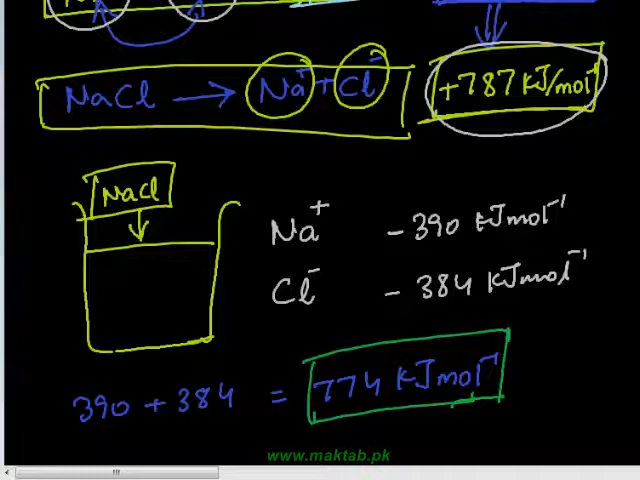 NaCl → Na⁺ + Cl⁻ +787 KJ/mol⁻¹
NaCl
Na⁺ - 390 KJmol⁻¹
Cl⁻ - 384 KJmol⁻¹
390 + 384 = 774 KJmol⁻¹
www.maktab.pk